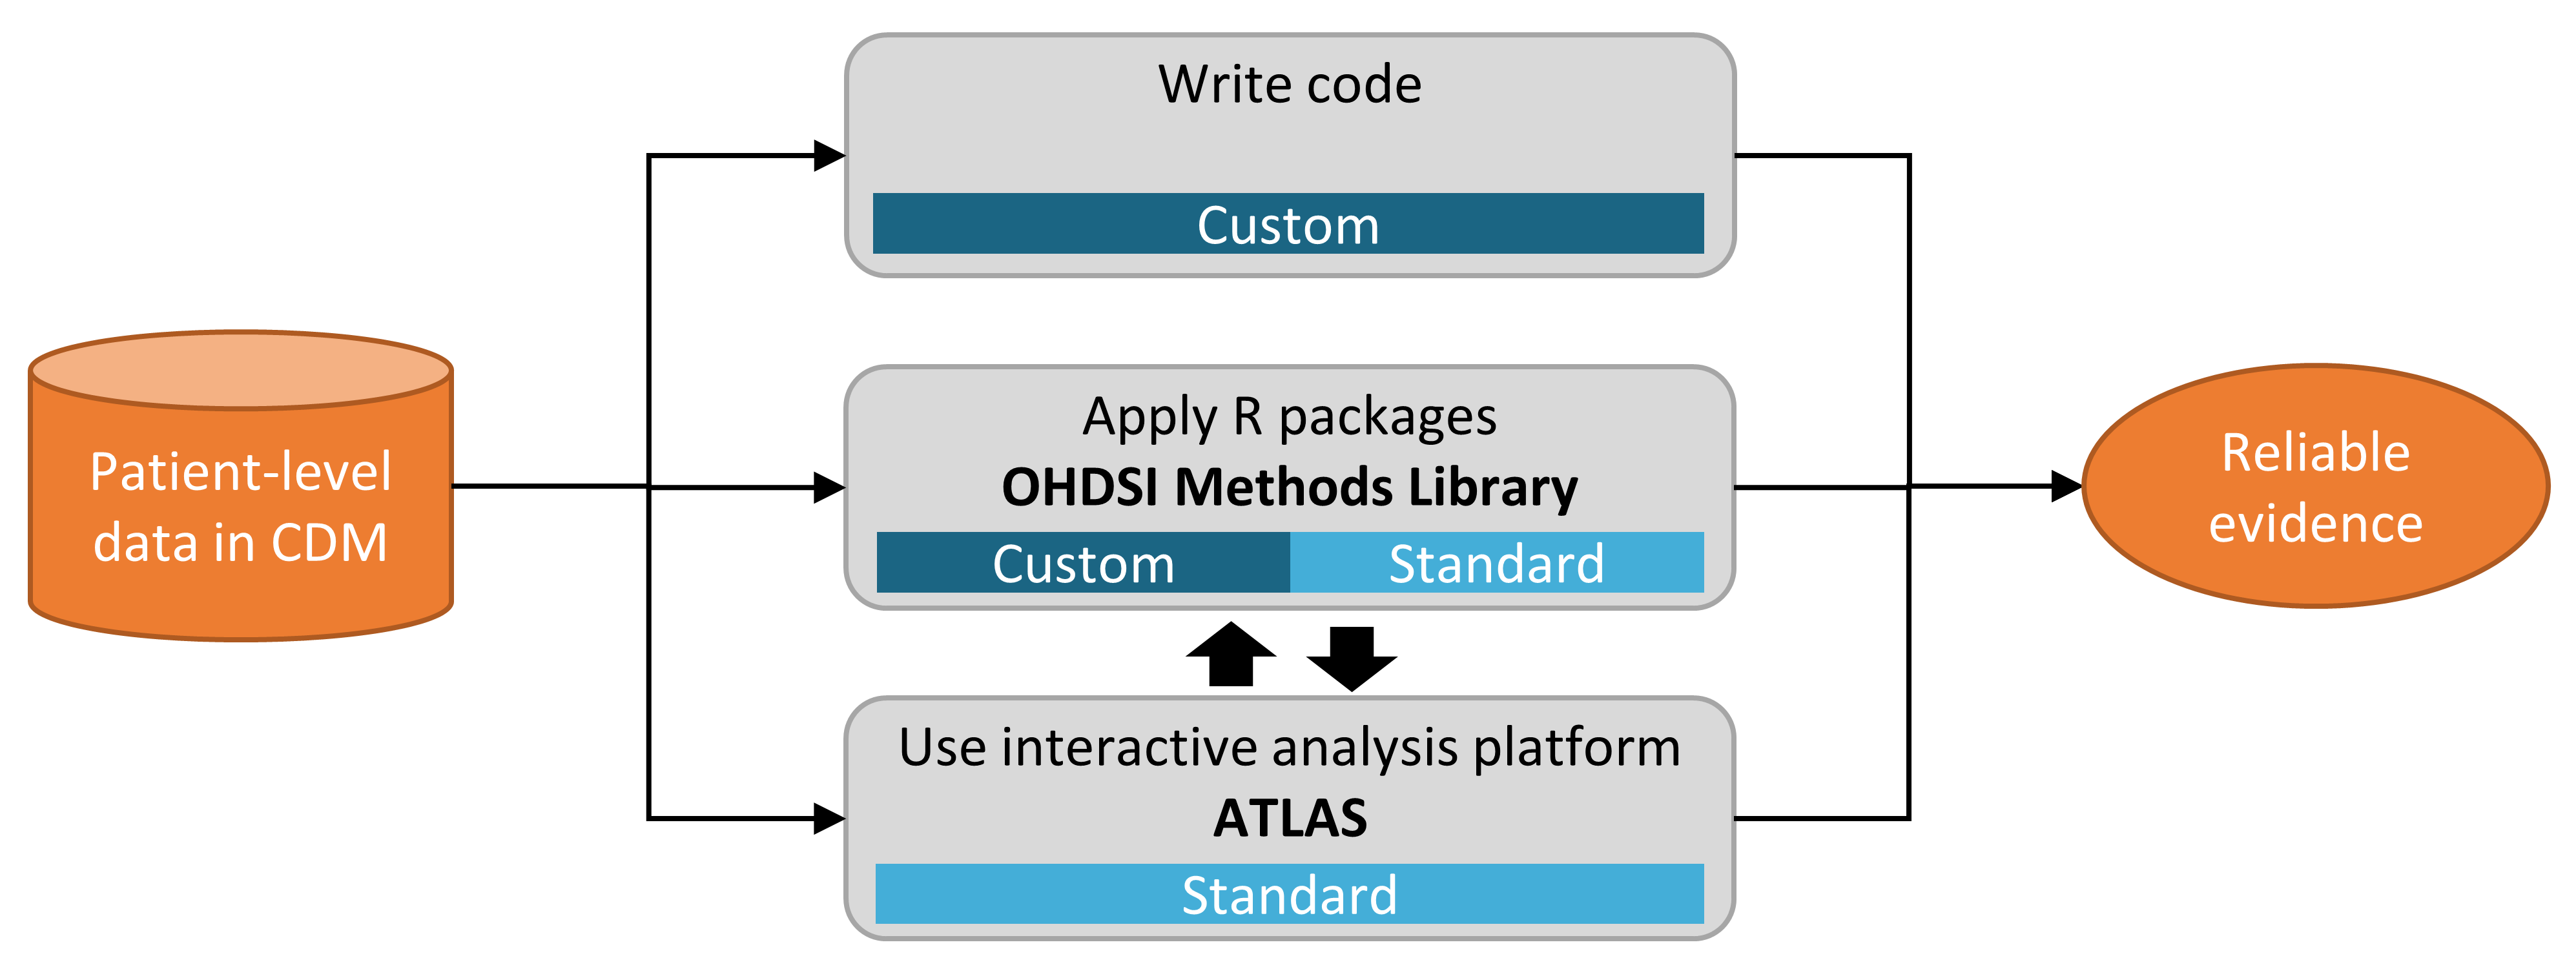 Write code
Custom
Patient-level
data in CDM
Apply R packages
OHDSI Methods Library
Custom
Standard
Use interactive analysis platform
ATLAS
Standard
Reliable
evidence